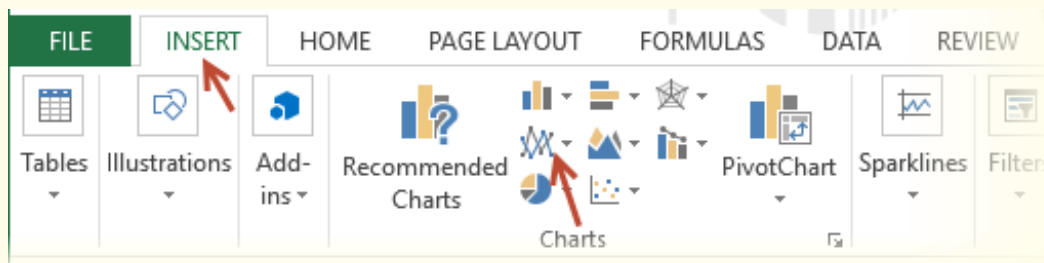 FILE INSERT HOME PAGE LAYOUT FORMULAS DATA REVIEW
Tables Illustrations Add-ins Recommended Charts PivotChart Sparklines Filters
Charts